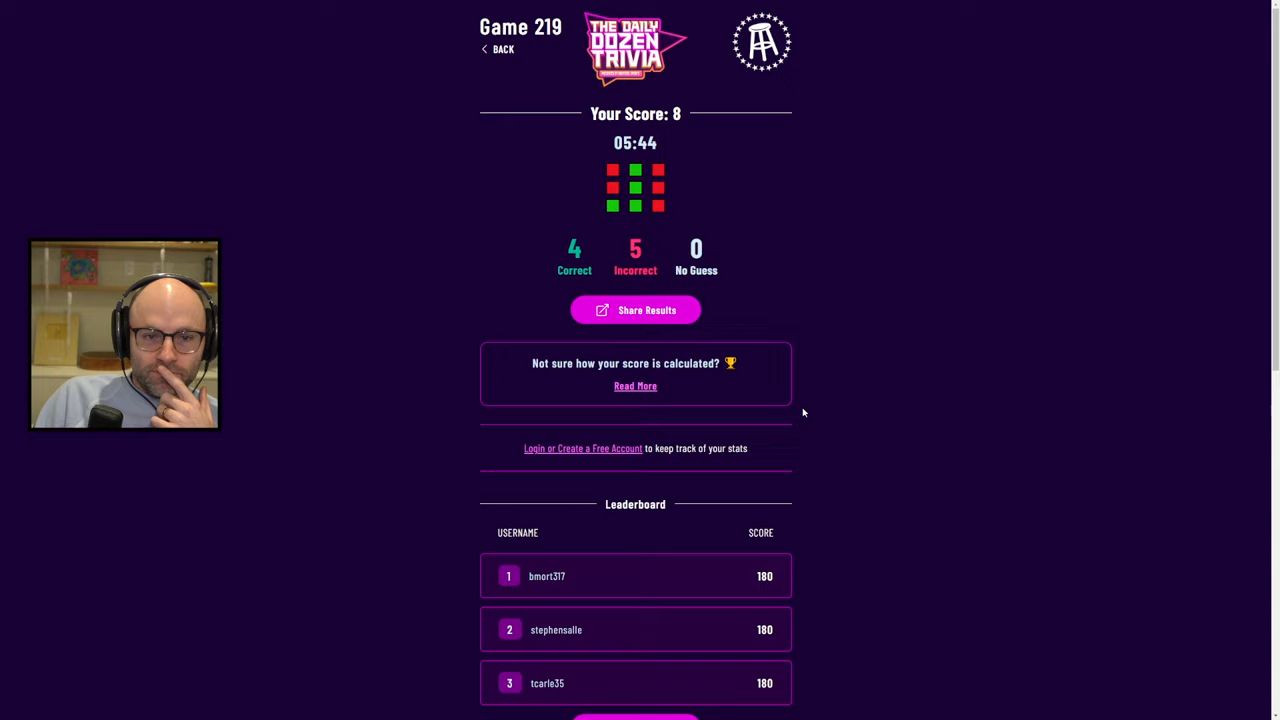 Game 219
BACK
THE DAILY
DOZEN
TRIVIA
Your Score: 8
05:44
4
5
0
Correct
Incorrect
No Guess
Share Results
Not sure how your score is calculated? 🏆
Read More
Login or Create a Free Account to keep track of your stats
Leaderboard
USERNAME
SCORE
1 bmort317 180
2 stephensalle 180
3 tcarle35 180